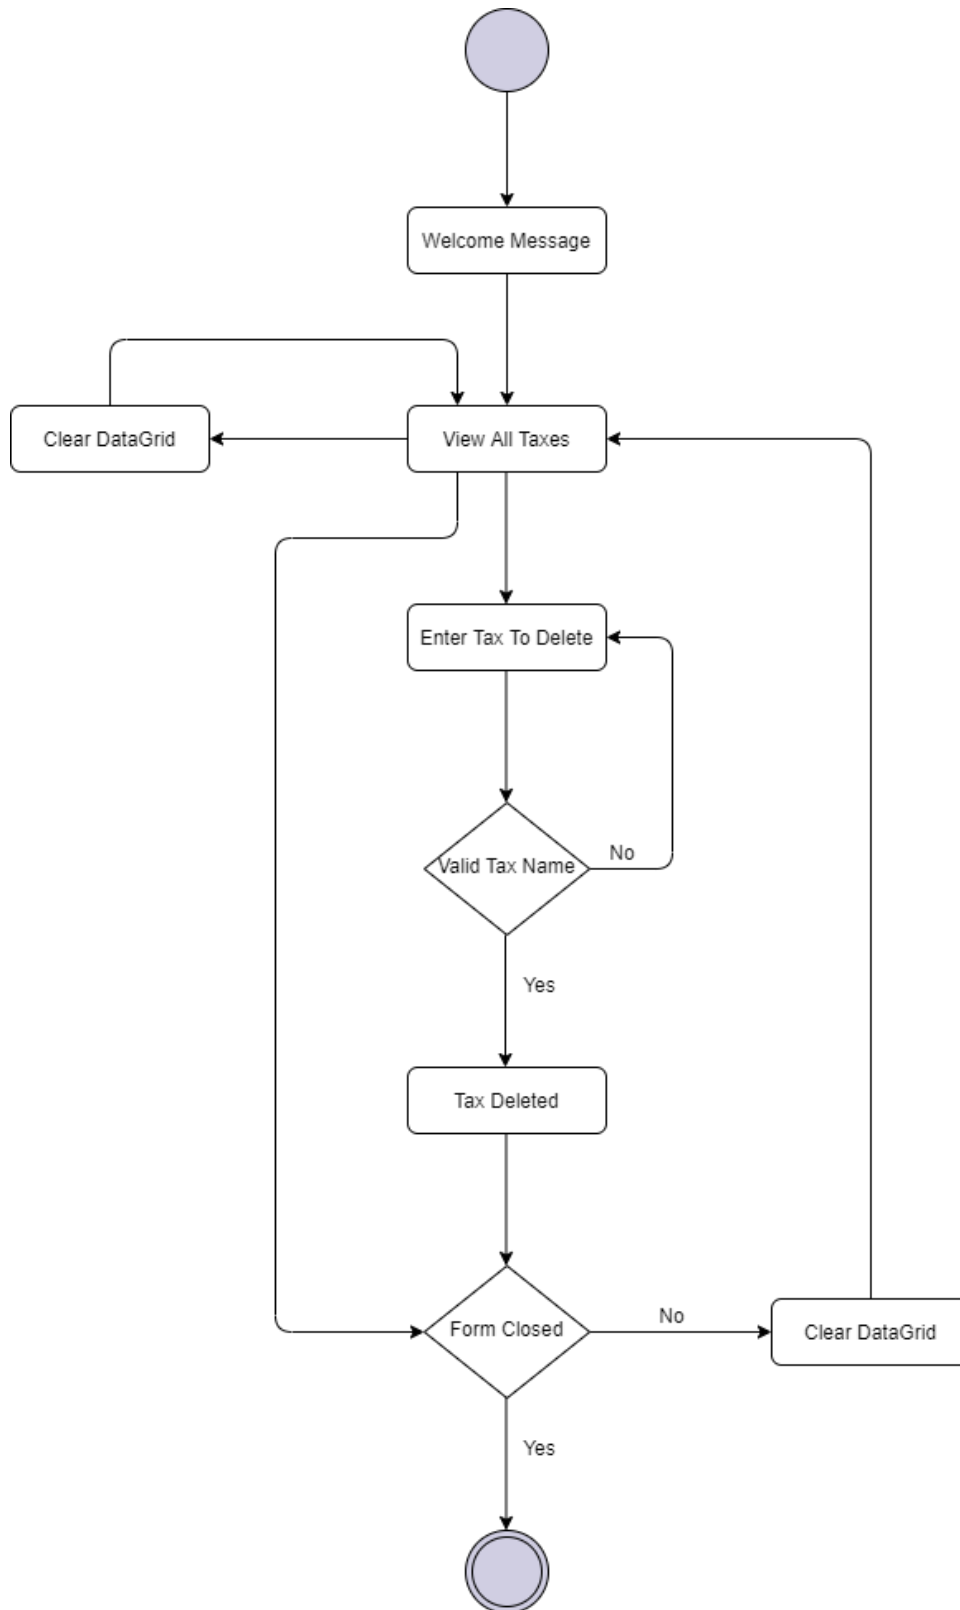 Welcome Message
Clear DataGrid
View All Taxes
Enter Tax To Delete
Valid Tax Name
No
Yes
Tax Deleted
Form Closed
No
Clear DataGrid
Yes